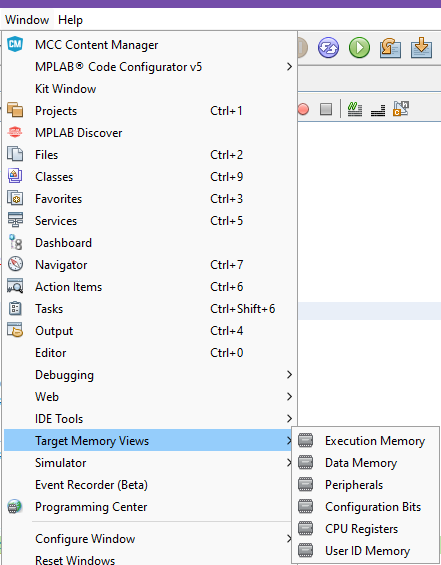 Window Help
MCC Content Manager
MPLAB® Code Configurator v5
Kit Window
Projects Ctrl+1
MPLAB Discover
Files Ctrl+2
Classes Ctrl+9
Favorites Ctrl+3
Services Ctrl+5
Dashboard
Navigator Ctrl+7
Action Items Ctrl+6
Tasks Ctrl+Shift+6
Output Ctrl+4
Editor Ctrl+0
Debugging
Web
IDE Tools
Target Memory Views
Simulator
Event Recorder (Beta)
Programming Center
Configure Window
Reset Windows
Execution Memory
Data Memory
Peripherals
Configuration Bits
CPU Registers
User ID Memory